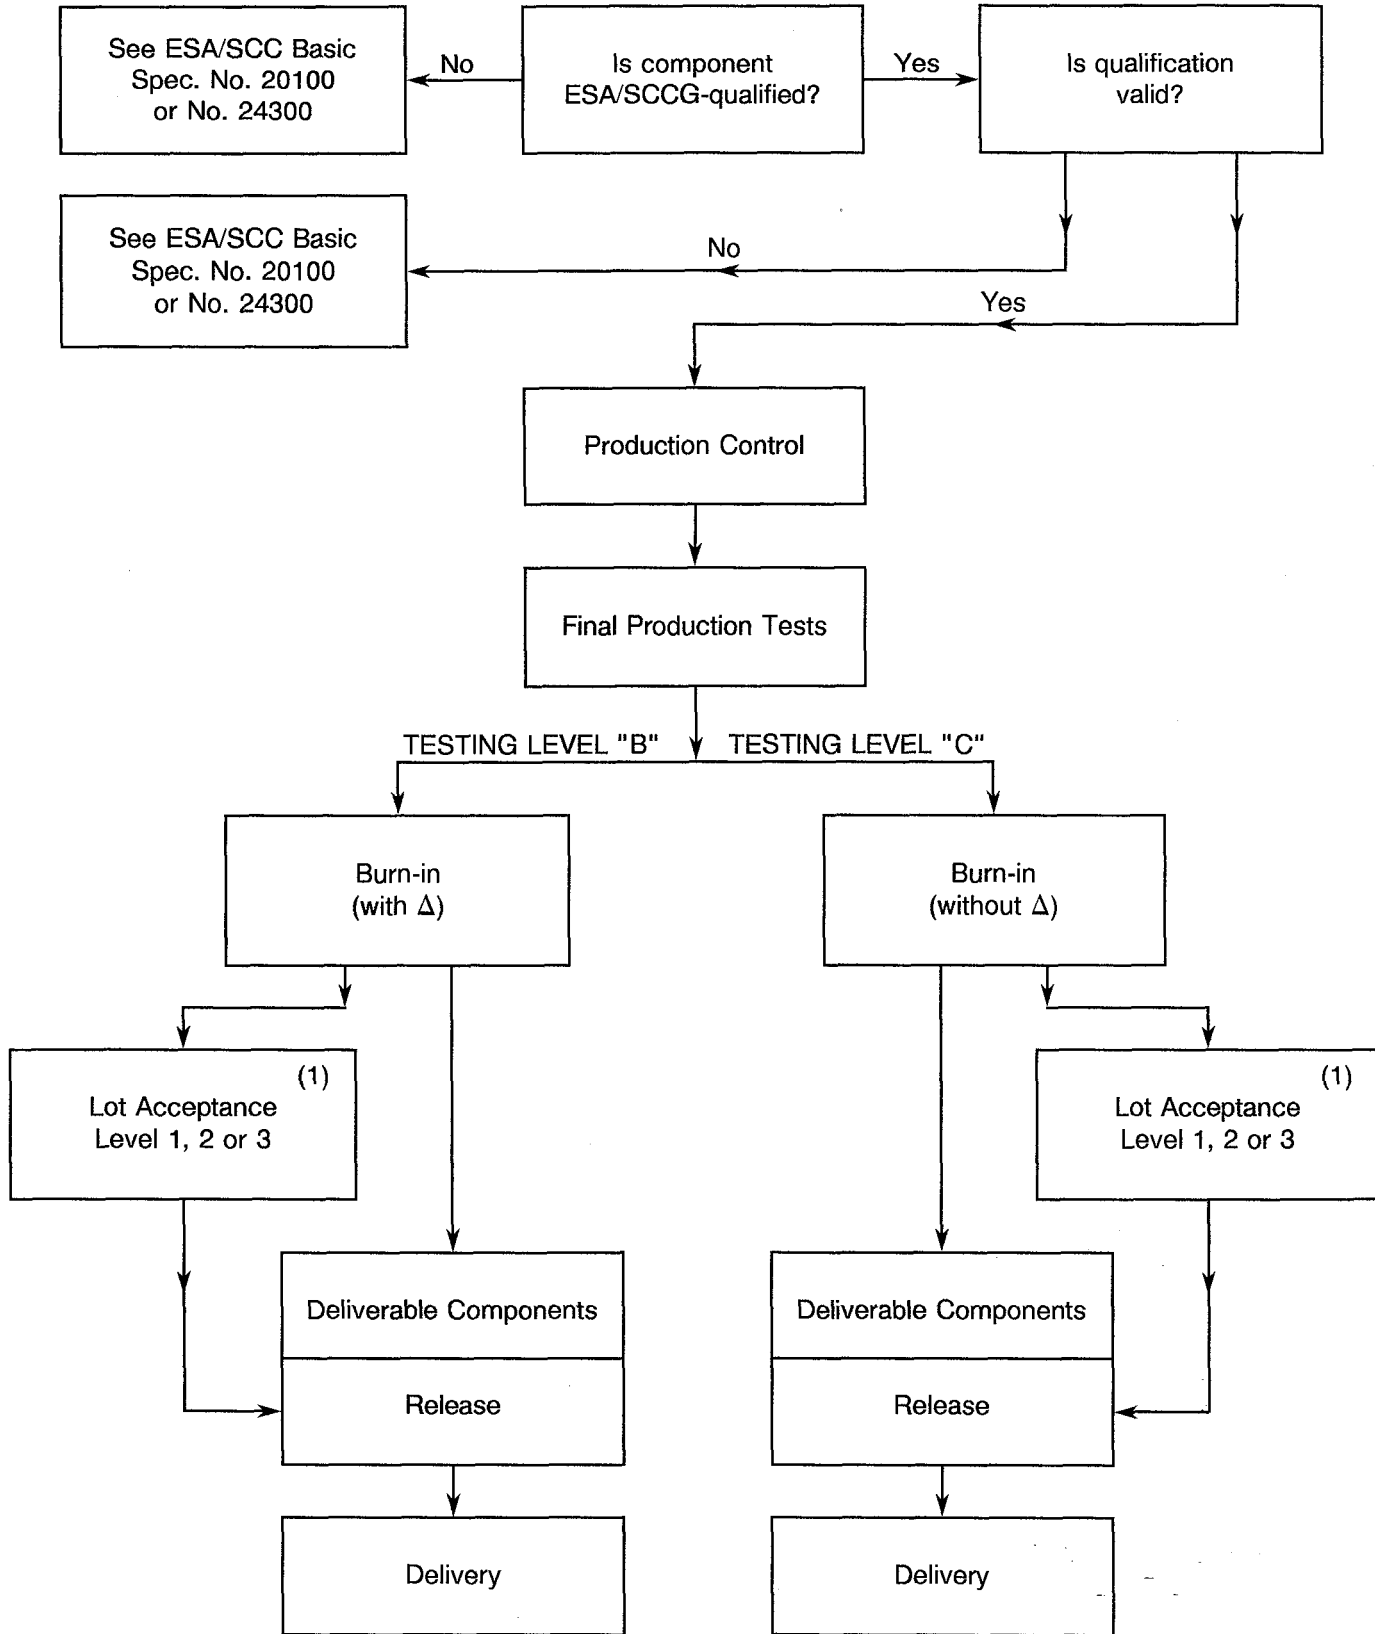 See ESA/SCC Basic
Spec. No. 20100
or No. 24300
No
Is component
ESA/SCCG-qualified?
Yes
Is qualification
valid?
See ESA/SCC Basic
Spec. No. 20100
or No. 24300
No
Yes
Production Control
Final Production Tests
TESTING LEVEL "B"
TESTING LEVEL "C"
Burn-in
(with Δ)
Burn-in
(without Δ)
(1)
Lot Acceptance
Level 1, 2 or 3
(1)
Lot Acceptance
Level 1, 2 or 3
Deliverable Components
Deliverable Components
Release
Release
Delivery
Delivery